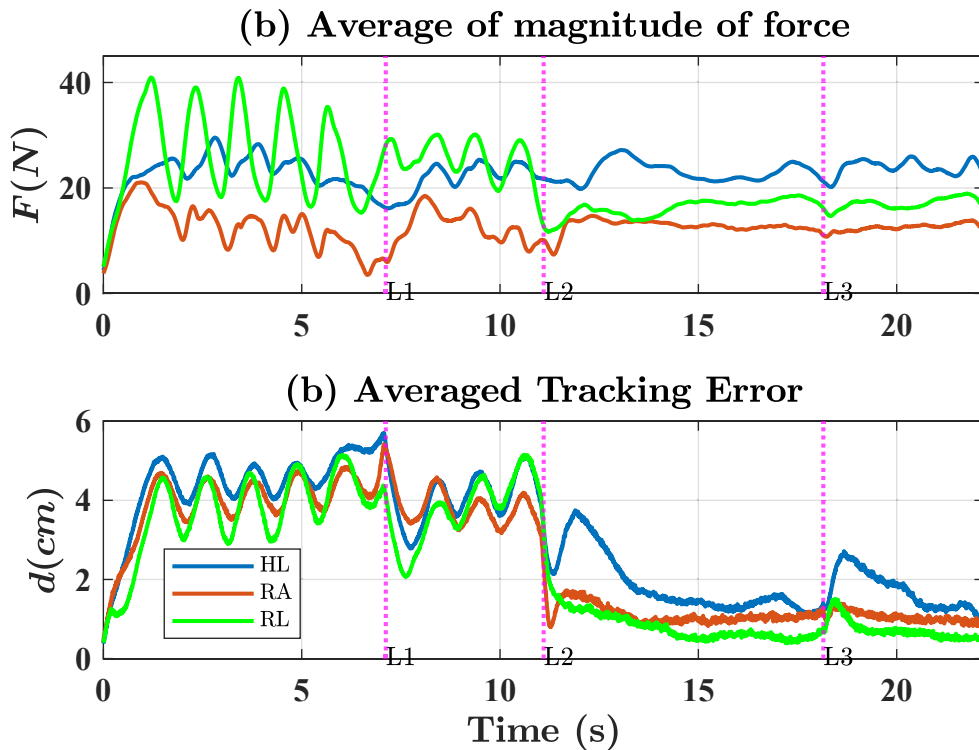 (b) Average of magnitude of force
F(N)
40
20
0
L1
L2
L3
0
5
10
15
20
(b) Averaged Tracking Error
d(cm)
6
4
2
0
HL
RA
RL
L1
L2
L3
0
5
10
15
20
Time (s)